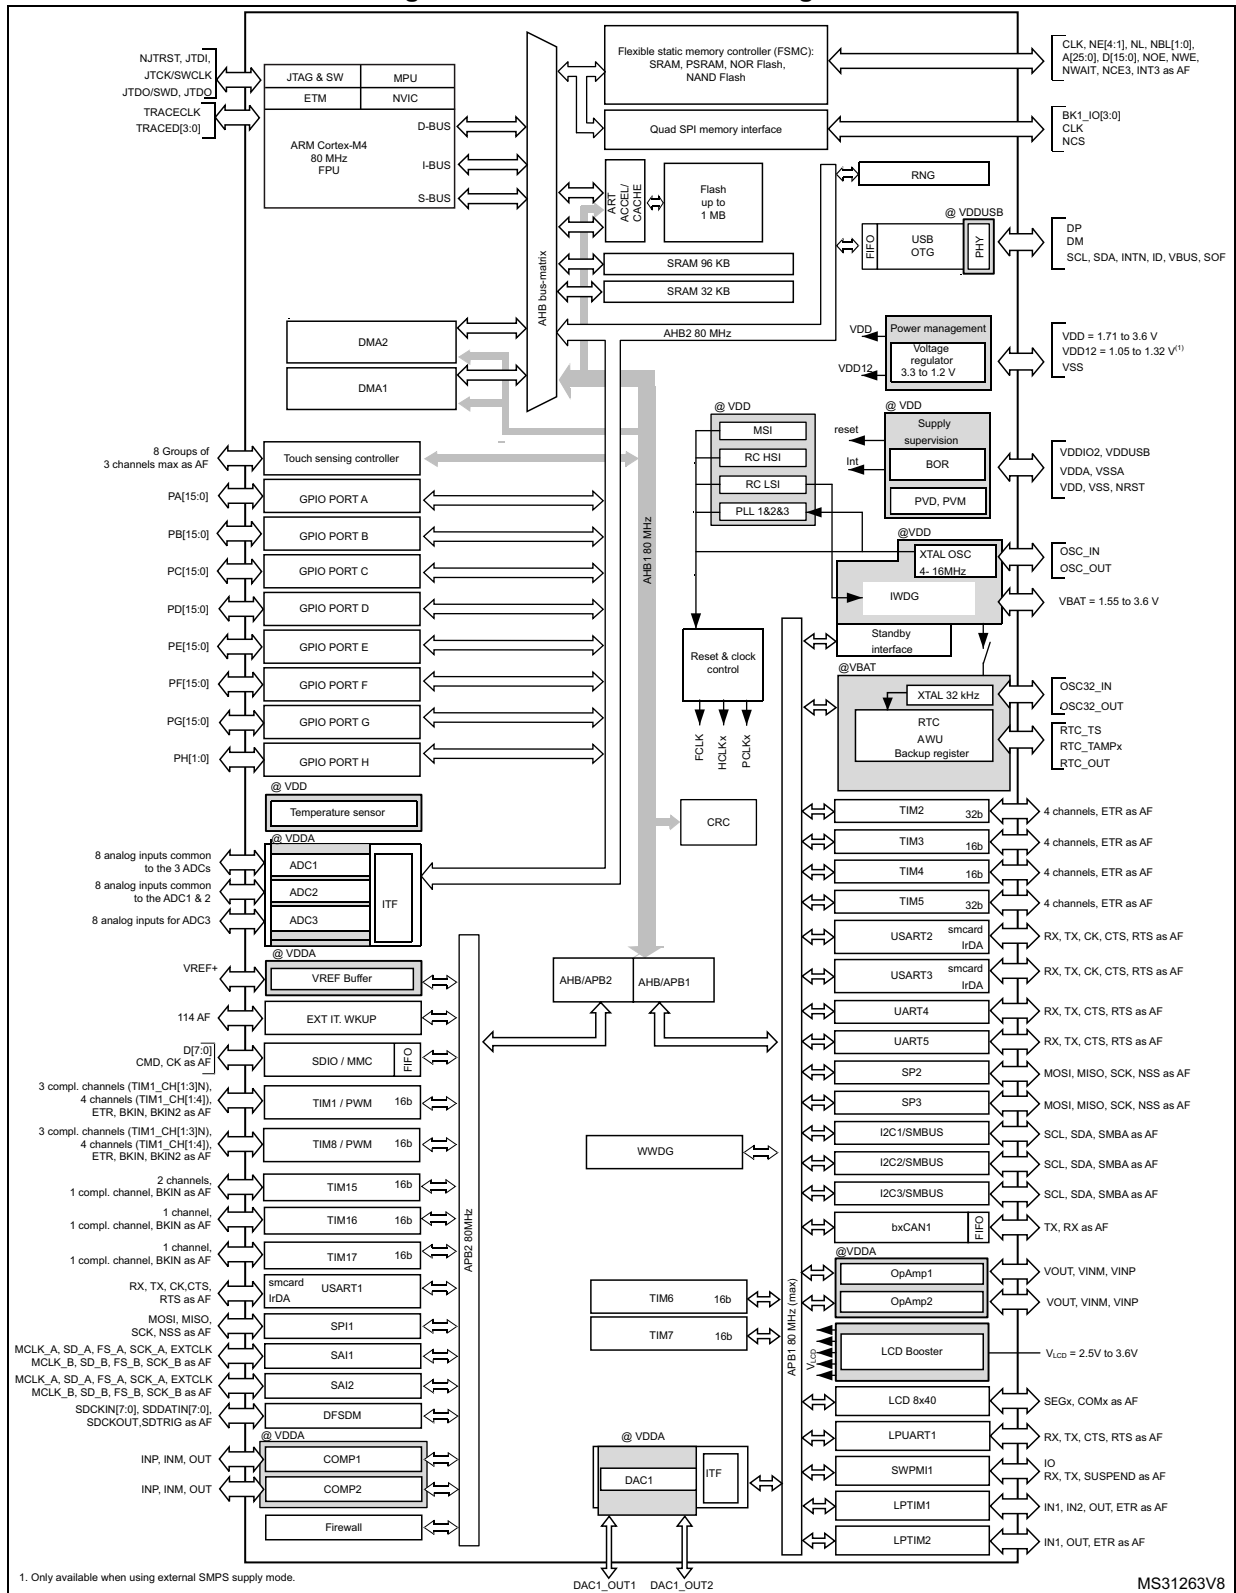 NJTRST, JTDI,
JTCK/SWCLK
JTDO/SWD, JTDO
TRACECLK
TRACED[3:0]
JTAG & SW
MPU
ETM
NVIC
ARM Cortex-M4
80 MHz
FPU
D-BUS
I-BUS
S-BUS
AHB bus-matrix
Flexible static memory controller (FSMC):
SRAM, PSRAM, NOR Flash,
NAND Flash
CLK, NE[4:1], NL, NBL[1:0],
A[25:0], D[15:0], NOE, NWE,
NWAIT, NCE3, INT3 as AF
Quad SPI memory interface
BK1_IO[3:0]
CLK
NCS
ART
ACCEL/
CACHE
Flash
up to
1 MB
RNG
@ VDDUSB
FIFO
USB
OTG
PHY
DP
DM
SCL, SDA, INTN, ID, VBUS, SOF
SRAM 96 KB
SRAM 32 KB
AHB2 80 MHz
DMA2
DMA1
VDD
Power management
Voltage
regulator
3.3 to 1.2 V
VDD12
VDD = 1.71 to 3.6 V
VDD12 = 1.05 to 1.32 V(1)
VSS
@ VDD
MSI
RC HSI
RC LSI
PLL 1&2&3
@ VDD
reset
Int
Supply
supervision
BOR
PVD, PVM
VDDIO2, VDDUSB
VDDA, VSSA
VDD, VSS, NRST
8 Groups of
3 channels max as AF
Touch sensing controller
PA[15:0]
GPIO PORT A
PB[15:0]
GPIO PORT B
PC[15:0]
GPIO PORT C
PD[15:0]
GPIO PORT D
PE[15:0]
GPIO PORT E
PF[15:0]
GPIO PORT F
PG[15:0]
GPIO PORT G
PH[1:0]
GPIO PORT H
AHB1 80 MHz
@VDD
XTAL OSC
4- 16MHz
IWDG
OSC_IN
OSC_OUT
VBAT = 1.55 to 3.6 V
Standby
interface
Reset & clock
control
FCLK
HCLKx
PCLKx
@VBAT
XTAL 32 kHz
RTC
AWU
Backup register
OSC32_IN
OSC32_OUT
RTC_TS
RTC_TAMPx
RTC_OUT
@ VDD
Temperature sensor
@ VDDA
8 analog inputs common
to the 3 ADCs
8 analog inputs common
to the ADC1 & 2
8 analog inputs for ADC3
ADC1
ADC2
ADC3
ITF
CRC
AHB/APB2
AHB/APB1
@ VDDA
VREF+
VREF Buffer
114 AF
EXT IT. WKUP
D[7:0]
CMD, CK as AF
SDIO / MMC
FIFO
3 compl. channels (TIM1_CH[1:3]N),
4 channels (TIM1_CH[1:4]),
ETR, BKIN, BKIN2 as AF
TIM1 / PWM
16b
3 compl. channels (TIM1_CH[1:3]N),
4 channels (TIM1_CH[1:4]),
ETR, BKIN, BKIN2 as AF
TIM8 / PWM
16b
2 channels,
1 compl. channel, BKIN as AF
TIM15
16b
1 channel,
1 compl. channel, BKIN as AF
TIM16
16b
1 channel,
1 compl. channel, BKIN as AF
TIM17
16b
RX, TX, CK,CTS,
RTS as AF
smcard
IrDA
USART1
MOSI, MISO,
SCK, NSS as AF
SPI1
MCLK_A, SD_A, FS_A, SCK_A, EXTCLK
MCLK_B, SD_B, FS_B, SCK_B as AF
SAI1
MCLK_A, SD_A, FS_A, SCK_A, EXTCLK
MCLK_B, SD_B, FS_B, SCK_B as AF
SAI2
SDCKIN[7:0], SDDATIN[7:0],
SDCKOUT,SDTRIG as AF
DFSDM
@ VDDA
INP, INM, OUT
COMP1
INP, INM, OUT
COMP2
Firewall
APB2 80MHz
WWDG
TIM6
16b
TIM7
16b
@ VDDA
DAC1
ITF
DAC1_OUT1
DAC1_OUT2
APB1 80 MHz (max)
TIM2
32b
4 channels, ETR as AF
TIM3
16b
4 channels, ETR as AF
TIM4
16b
4 channels, ETR as AF
TIM5
32b
4 channels, ETR as AF
USART2
smcard
IrDA
RX, TX, CK, CTS, RTS as AF
USART3
smcard
IrDA
RX, TX, CK, CTS, RTS as AF
UART4
RX, TX, CTS, RTS as AF
UART5
RX, TX, CTS, RTS as AF
SP2
MOSI, MISO, SCK, NSS as AF
SP3
MOSI, MISO, SCK, NSS as AF
I2C1/SMBUS
SCL, SDA, SMBA as AF
I2C2/SMBUS
SCL, SDA, SMBA as AF
I2C3/SMBUS
SCL, SDA, SMBA as AF
bxCAN1
FIFO
TX, RX as AF
@VDDA
OpAmp1
VOUT, VINM, VINP
OpAmp2
VOUT, VINM, VINP
VLCD
LCD Booster
VLCD = 2.5V to 3.6V
LCD 8x40
SEGx, COMx as AF
LPUART1
RX, TX, CTS, RTS as AF
SWPMI1
IO
RX, TX, SUSPEND as AF
LPTIM1
IN1, IN2, OUT, ETR as AF
LPTIM2
IN1, OUT, ETR as AF
1. Only available when using external SMPS supply mode.
MS31263V8